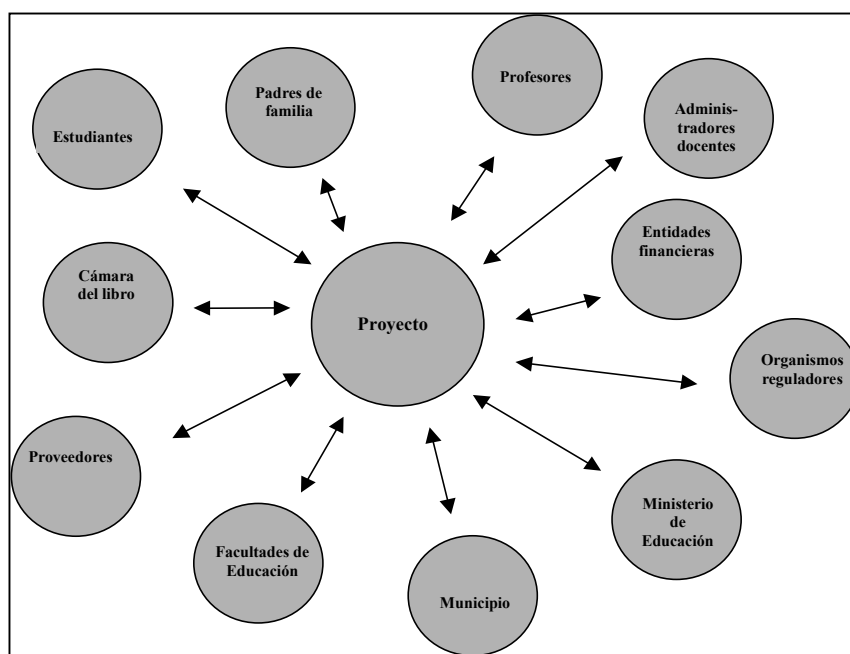 Profesores
Padres de
familia
Adminis-
tradores
docentes
Estudiantes
Entidades
financieras
Cámara
del libro
Proyecto
Organismos
reguladores
Proveedores
Ministerio
de
Educación
Facultades de
Educación
Municipio